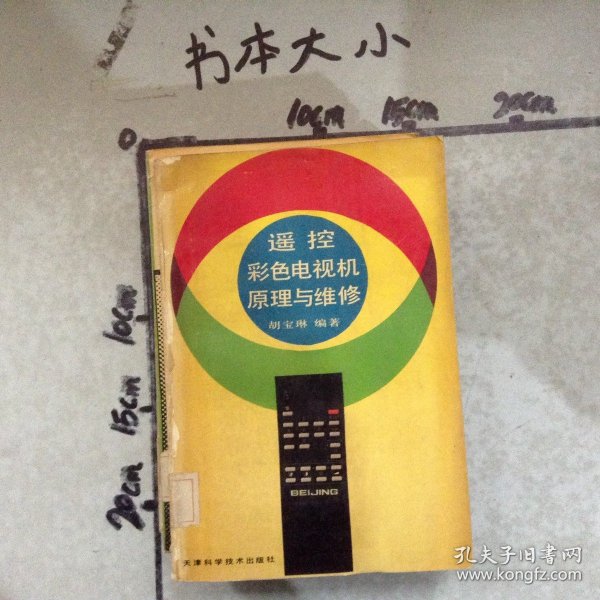 书本大小
10cm 15cm 20cm
0
10cm
15cm
20cm
遥控
彩色电视机
原理与维修
胡宝琳 编著
BEIJING
天津科学技术出版社
孔夫子旧书网
www.kongfz.com